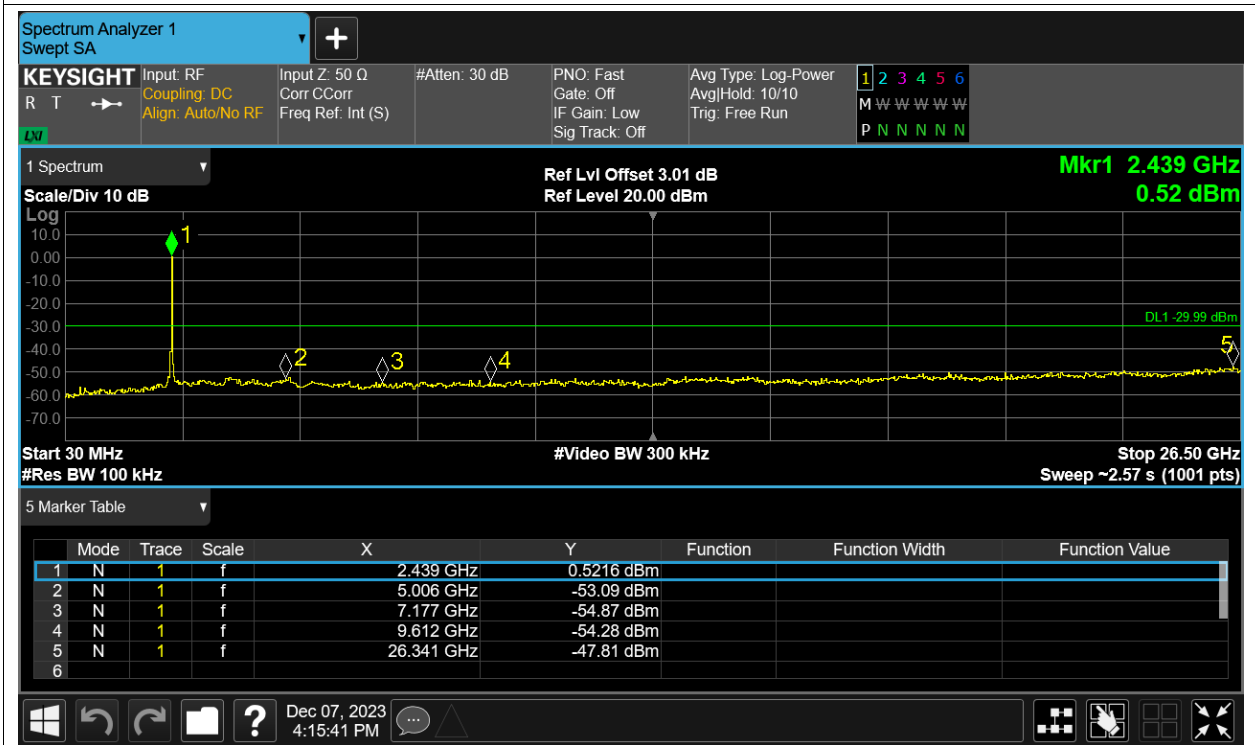 Spectrum Analyzer 1
Swept SA
KEYSIGHT
R T
LXI
Input: RF
Coupling: DC
Align: Auto/No RF
Input Z: 50 Ω
Corr CCorr
Freq Ref: Int (S)
#Atten: 30 dB
PNO: Fast
Gate: Off
IF Gain: Low
Sig Track: Off
Avg Type: Log-Power
Avg|Hold: 10/10
Trig: Free Run
1 2 3 4 5 6
M W W W W W
P N N N N N
1 Spectrum
Scale/Div 10 dB
Ref Lvl Offset 3.01 dB
Ref Level 20.00 dBm
Mkr1 2.439 GHz
0.52 dBm
Log
10.0
0.00
-10.0
-20.0
-30.0
-40.0
-50.0
-60.0
-70.0
1
2
3
4
5
DL1 -29.99 dBm
Start 30 MHz
#Video BW 300 kHz
Stop 26.50 GHz
#Res BW 100 kHz
Sweep ~2.57 s (1001 pts)
5 Marker Table
Mode Trace Scale X Y Function Function Width Function Value
1 N 1 f 2.439 GHz 0.5216 dBm
2 N 1 f 5.006 GHz -53.09 dBm
3 N 1 f 7.177 GHz -54.87 dBm
4 N 1 f 9.612 GHz -54.28 dBm
5 N 1 f 26.341 GHz -47.81 dBm
6
?
Dec 07, 2023
4:15:41 PM